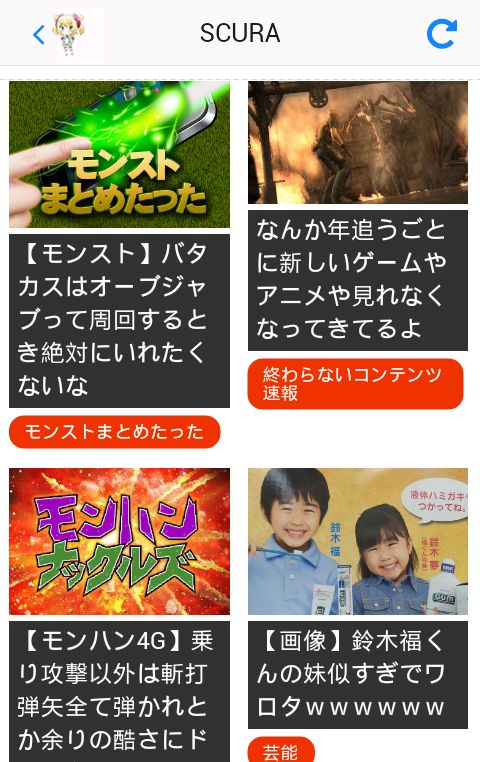 SCURA
モンスト
まとめたった
【モンスト】バタ
カスはオーブジャ
ブって周回すると
き絶対にいれたく
ないな
モンストまとめたった
なんか年追うごと
に新しいゲームや
アニメや見れなく
なってきてるよ
終わらないコンテンツ
速報
モンハン
ナックルズ
【モンハン4G】乗
り攻撃以外は斬打
弾矢全て弾かれと
か余りの酷さにド
液体ハミガキ
つかってね。
鈴木 福
鈴木 夢
(福くんの妹)
GUM
【画像】鈴木福く
んの妹似すぎでワ
ロタｗｗｗｗｗｗ
芸能